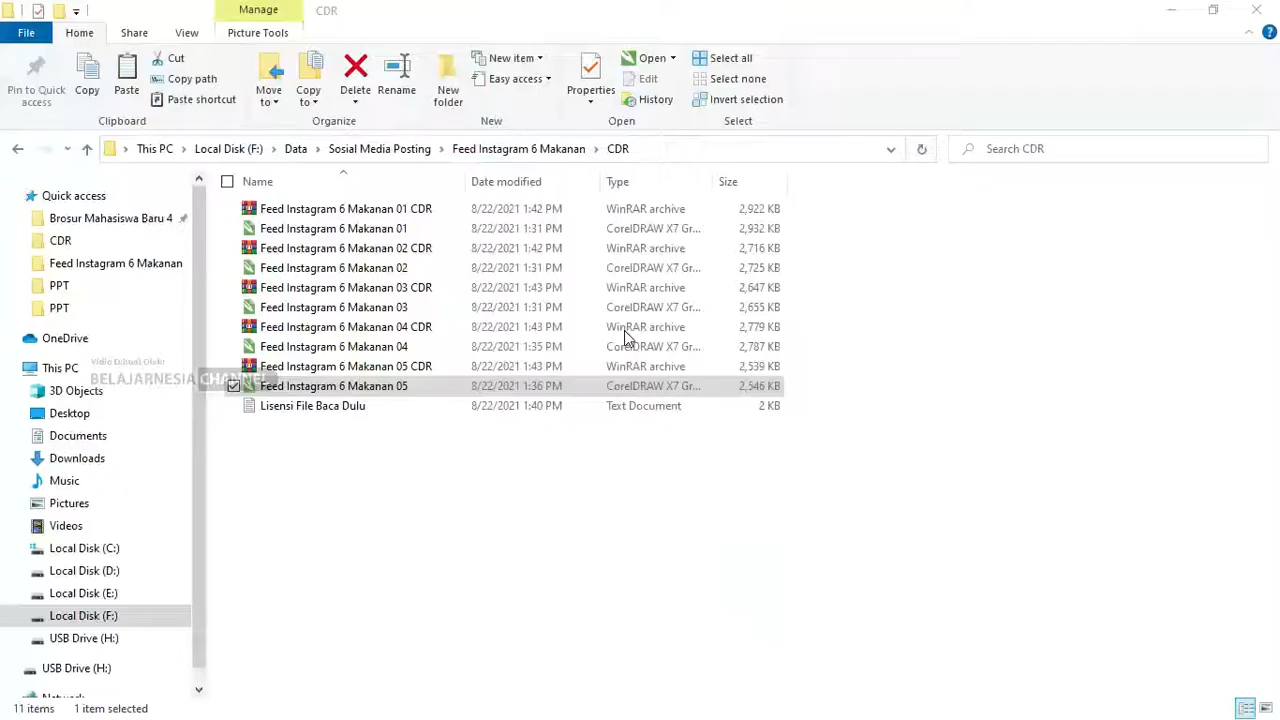 Manage
CDR
File
Home
Share
View
Picture Tools
Pin to Quick access
Copy
Paste
Cut
Copy path
Paste shortcut
Clipboard
Move to
Copy to
Delete
Rename
Organize
New folder
New item
Easy access
New
Properties
Open
Edit
History
Open
Select all
Select none
Invert selection
Select
This PC > Local Disk (F:) > Data > Sosial Media Posting > Feed Instagram 6 Makanan > CDR
Search CDR
Name Date modified Type Size
Feed Instagram 6 Makanan 01 CDR 8/22/2021 1:42 PM WinRAR archive 2,922 KB
Feed Instagram 6 Makanan 01 8/22/2021 1:31 PM CorelDRAW X7 Gr... 2,932 KB
Feed Instagram 6 Makanan 02 CDR 8/22/2021 1:42 PM WinRAR archive 2,716 KB
Feed Instagram 6 Makanan 02 8/22/2021 1:31 PM CorelDRAW X7 Gr... 2,725 KB
Feed Instagram 6 Makanan 03 CDR 8/22/2021 1:43 PM WinRAR archive 2,647 KB
Feed Instagram 6 Makanan 03 8/22/2021 1:31 PM CorelDRAW X7 Gr... 2,655 KB
Feed Instagram 6 Makanan 04 CDR 8/22/2021 1:43 PM WinRAR archive 2,779 KB
Feed Instagram 6 Makanan 04 8/22/2021 1:35 PM CorelDRAW X7 Gr... 2,787 KB
Feed Instagram 6 Makanan 05 CDR 8/22/2021 1:43 PM WinRAR archive 2,539 KB
Feed Instagram 6 Makanan 05 8/22/2021 1:36 PM CorelDRAW X7 Gr... 2,546 KB
Lisensi File Baca Dulu 8/22/2021 1:40 PM Text Document 2 KB
Quick access
Brosur Mahasiswa Baru 4
CDR
Feed Instagram 6 Makanan
PPT
PPT
OneDrive
Video Dibuat Oleh:
BELAJARNESIA CHANNEL
This PC
3D Objects
Desktop
Documents
Downloads
Music
Pictures
Videos
Local Disk (C:)
Local Disk (D:)
Local Disk (E:)
Local Disk (F:)
USB Drive (H:)
USB Drive (H:)
Network
11 items 1 item selected